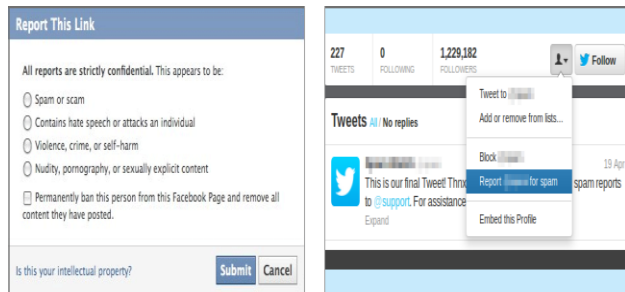 Report This Link
All reports are strictly confidential. This appears to be:
Spam or scam
Contains hate speech or attacks an individual
Violence, crime, or self-harm
Nudity, pornography, or sexually explicit content
Permanently ban this person from this Facebook Page and remove all
content they have posted.
Is this your intellectual property?
Submit Cancel
227 0 1,229,182
TWEETS FOLLOWING FOLLOWERS
Follow
Tweet to
Add or remove from lists...
Block
Report for spam
Embed this Profile
Tweets All / No replies
19 Apr
This is our final Tweet! Thnx spam reports
to @support. For assistance
Expand